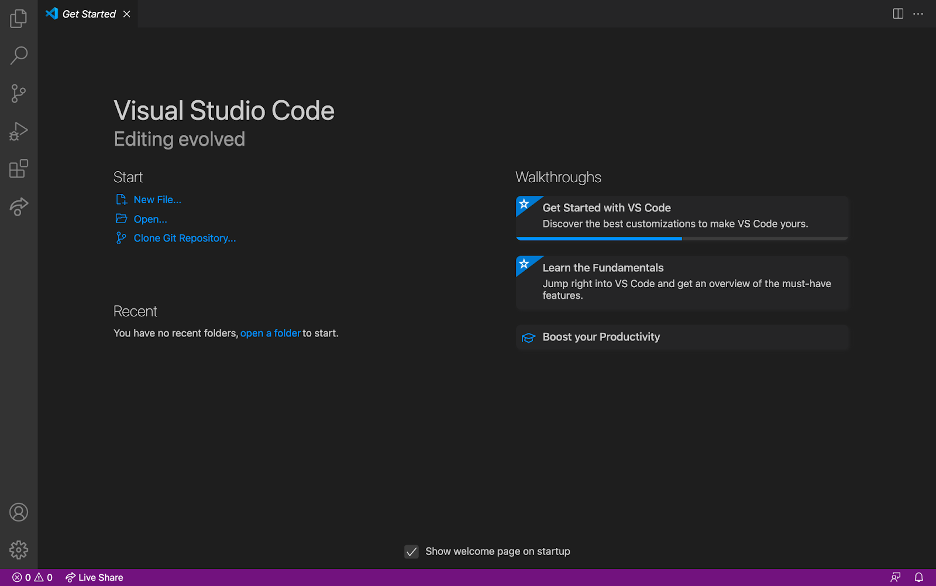 Get Started
Visual Studio Code
Editing evolved
Start
New File...
Open...
Clone Git Repository...
Recent
You have no recent folders, open a folder to start.
Walkthroughs
Get Started with VS Code
Discover the best customizations to make VS Code yours.
Learn the Fundamentals
Jump right into VS Code and get an overview of the must-have
features.
Boost your Productivity
Show welcome page on startup
0 0 Live Share